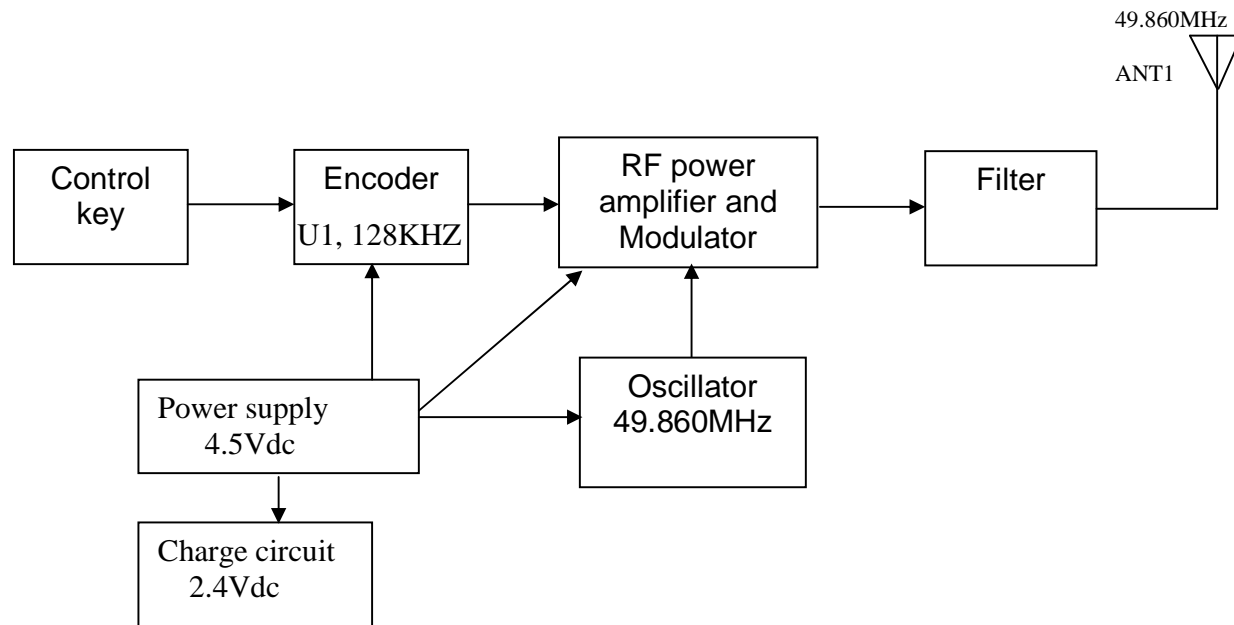 49.860MHz
ANT1
Control
key
Encoder
U1, 128KHZ
RF power
amplifier and
Modulator
Filter
Power supply
4.5Vdc
Oscillator
49.860MHz
Charge circuit
2.4Vdc